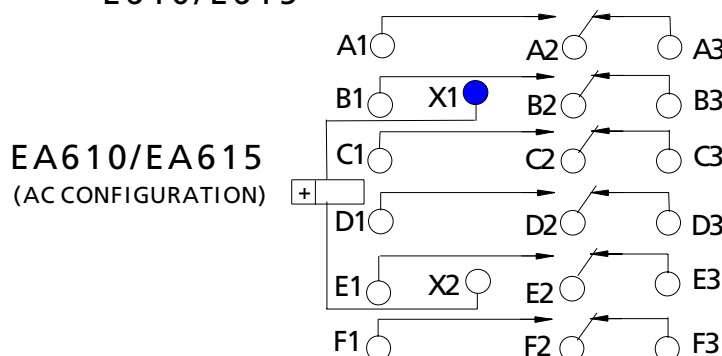 A1 A2 A3
B1 X1 B2 B3
EA610/EA615
C1 C2 C3
(AC CONFIGURATION)
+
D1 D2 D3
E1 X2 E2 E3
F1 F2 F3